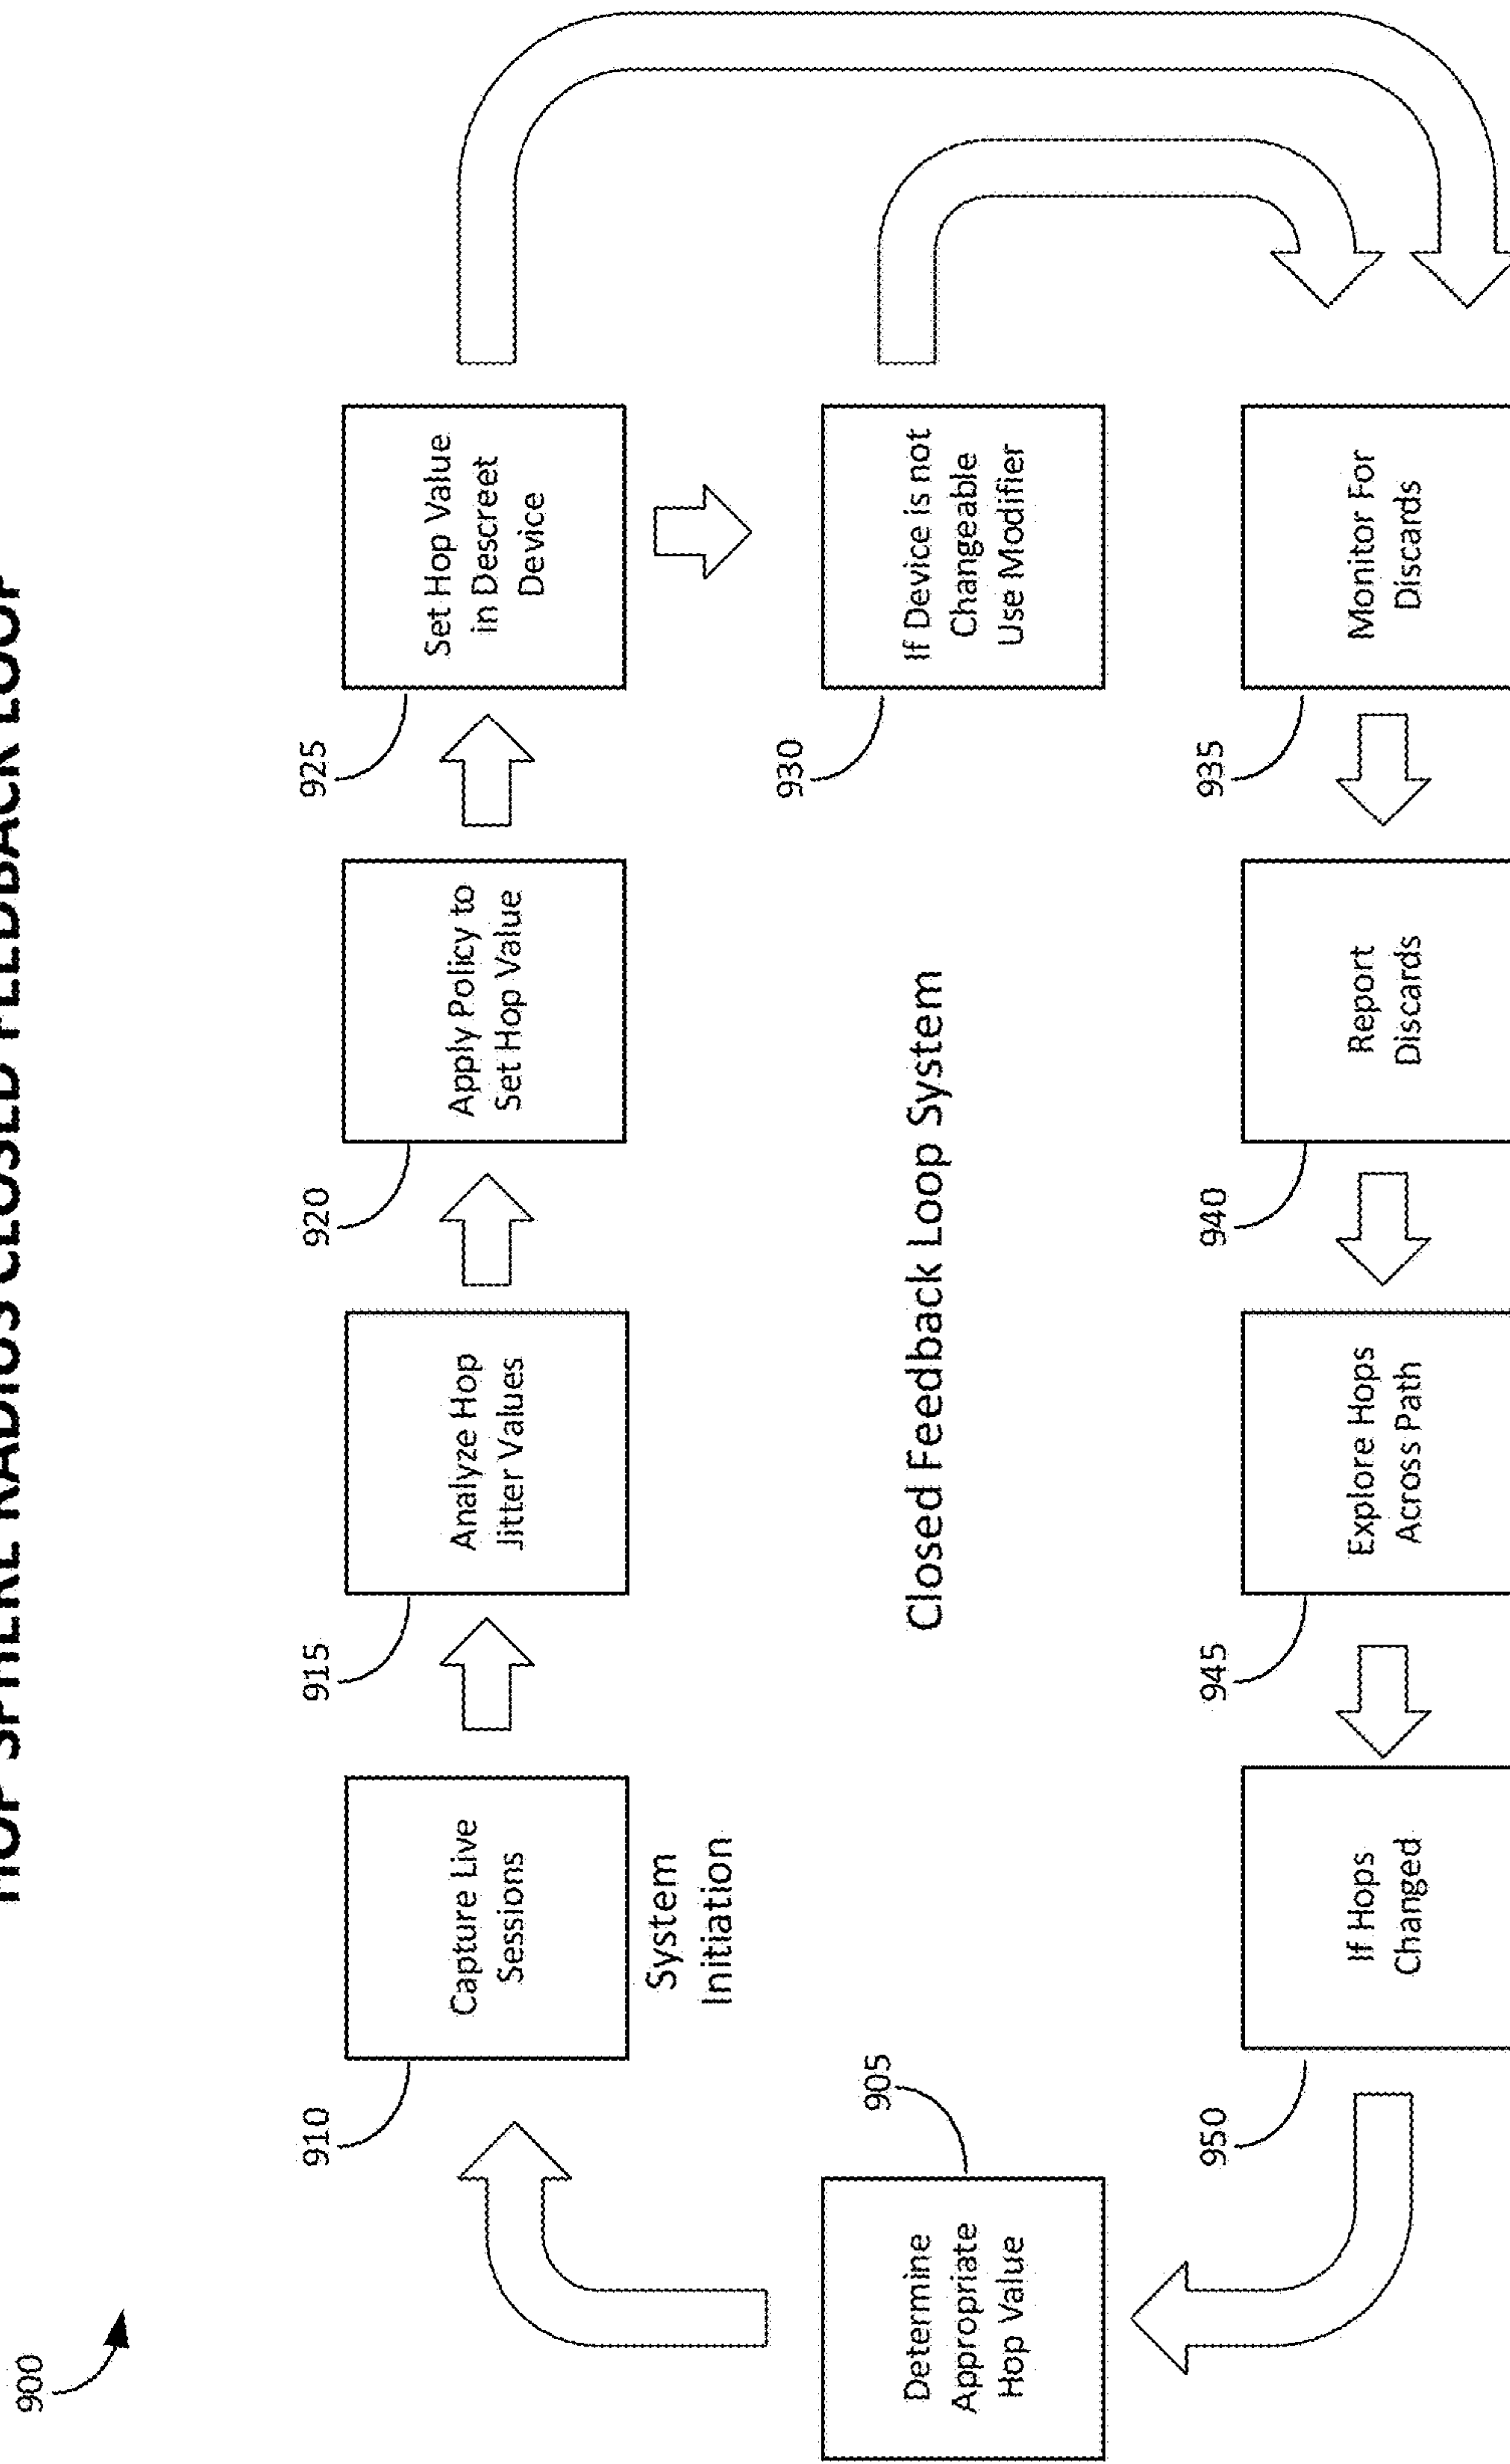 HOP SPHERE RADIUS CLOSED FEEDBACK LOOP
900
910
Capture Live
Sessions
System
Initiation
915
Analyze Hop
Jitter Values
920
Apply Policy to
Set Hop Value
925
Set Hop Value
in Descreet
Device
905
Determine
Appropriate
Hop Value
Closed Feedback Loop System
930
If Device is not
Changeable
Use Modifier
950
If Hops
Changed
945
Explore Hops
Across Path
940
Report
Discards
935
Monitor For
Discards